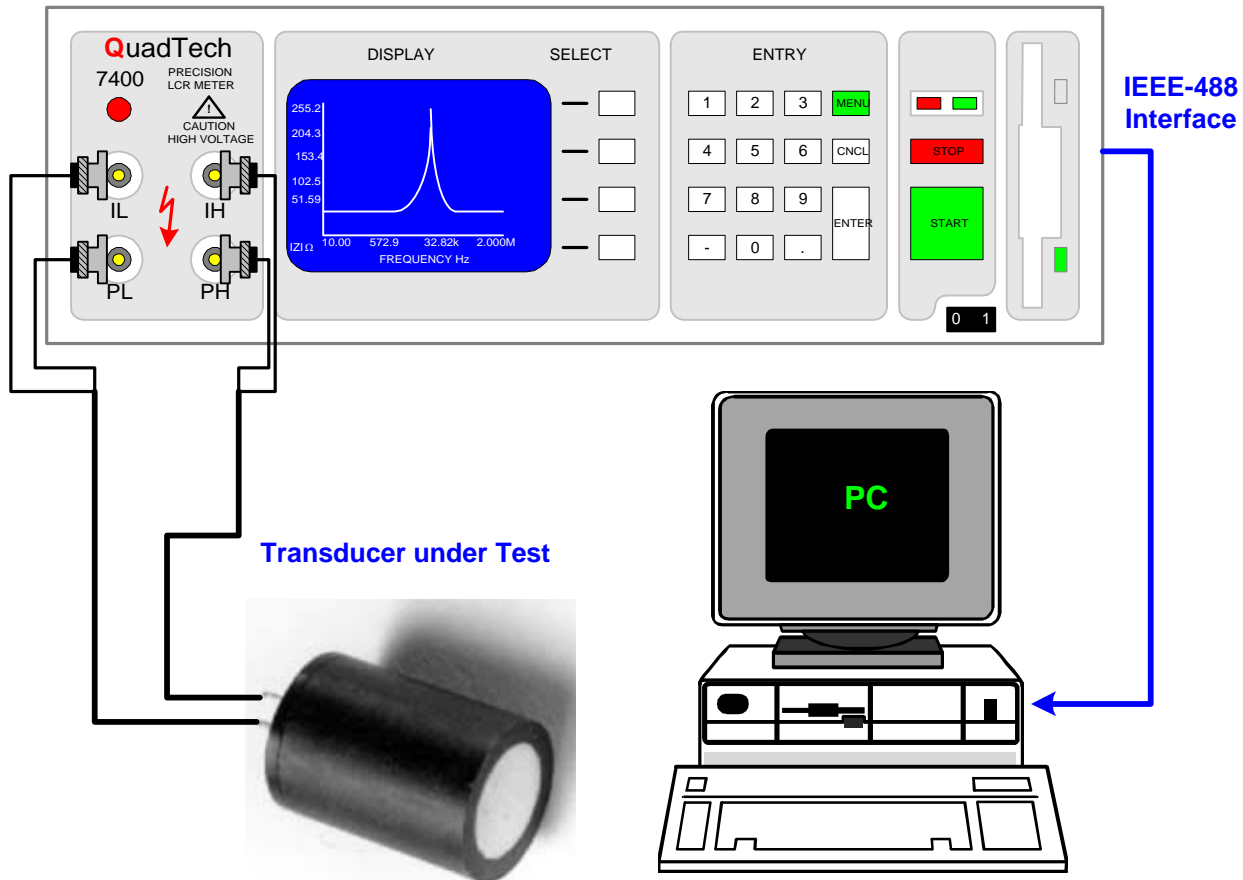 QuadTech
7400
PRECISION
LCR METER
!
CAUTION
HIGH VOLTAGE
IL
IH
PL
PH
DISPLAY
SELECT
255.2
204.3
153.4
102.5
51.59
IZI Ω
10.00 572.9 32.82k 2.000M
FREQUENCY Hz
ENTRY
1 2 3 MENU
4 5 6 CNCL
7 8 9
ENTER
- 0 .
STOP
START
0 1
IEEE-488
Interface
Transducer under Test
PC